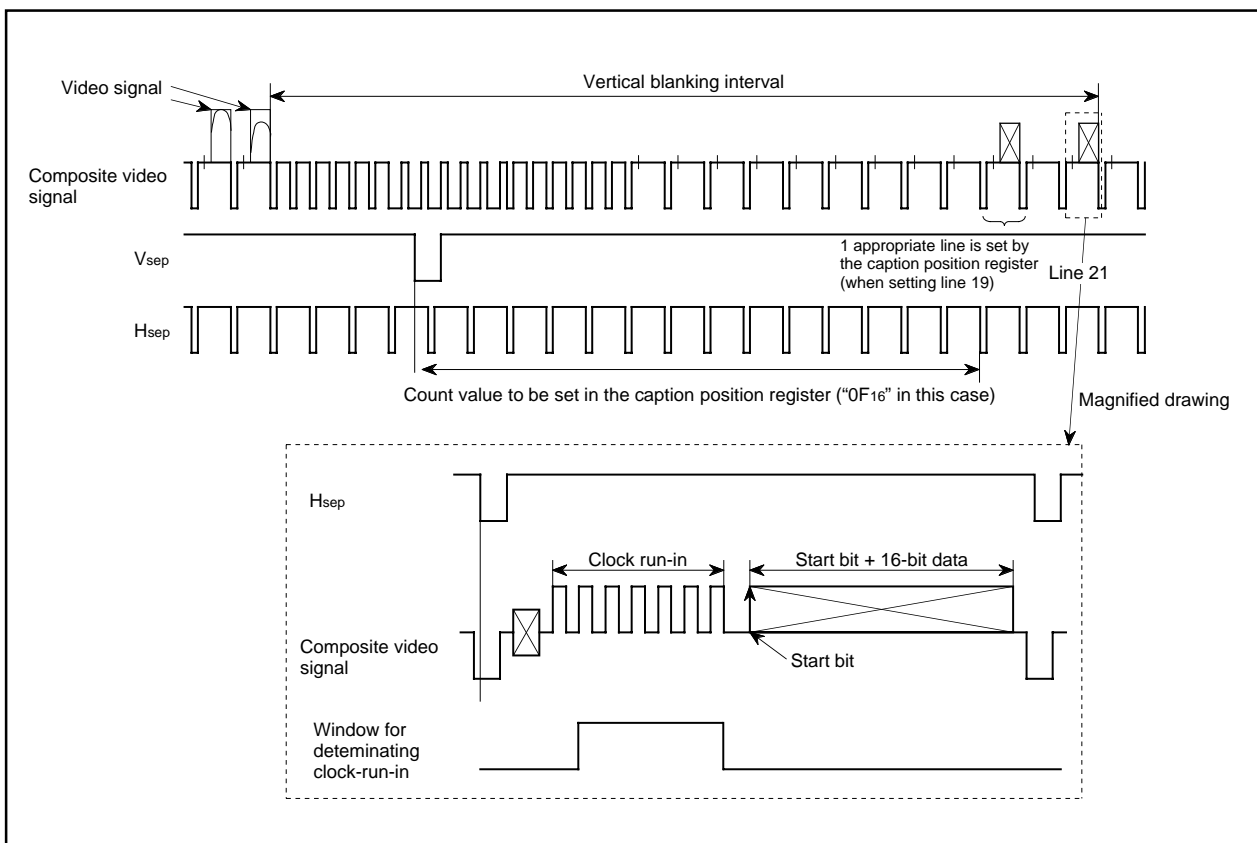 Vertical blanking interval
Video signal
Composite video
signal
1 appropriate line is set by
the caption position register
(when setting line 19)
Line 21
Vsep
Hsep
Count value to be set in the caption position register (“0F16” in this case)
Magnified drawing
Hsep
Clock run-in
Start bit + 16-bit data
Composite video
signal
Start bit
Window for
deteminating
clock-run-in